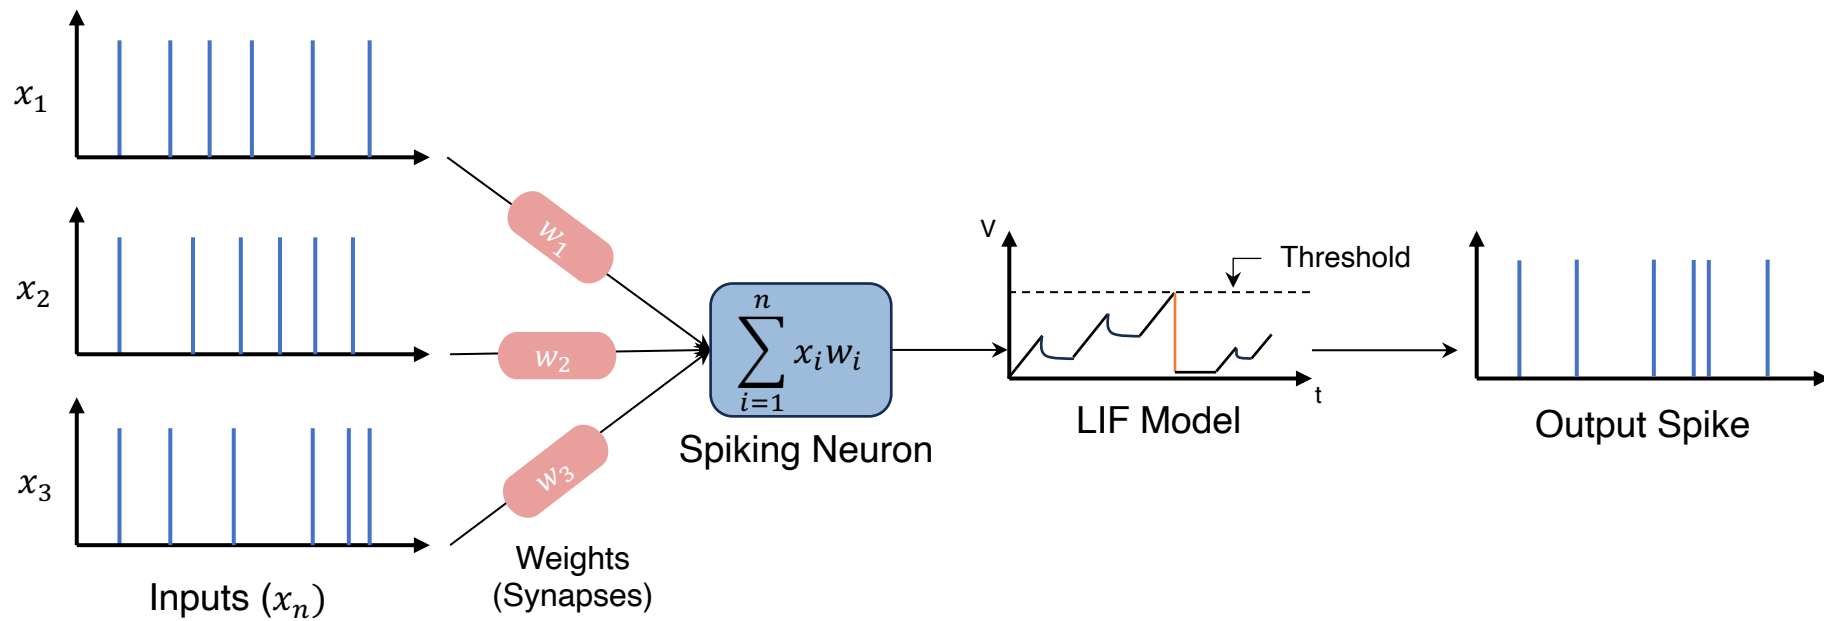 x₁
x₂
x₃
Inputs (xₙ)
w₁
w₂
w₃
Weights
(Synapses)
n
∑ xᵢwᵢ
i=1
Spiking Neuron
V
Threshold
t
LIF Model
Output Spike